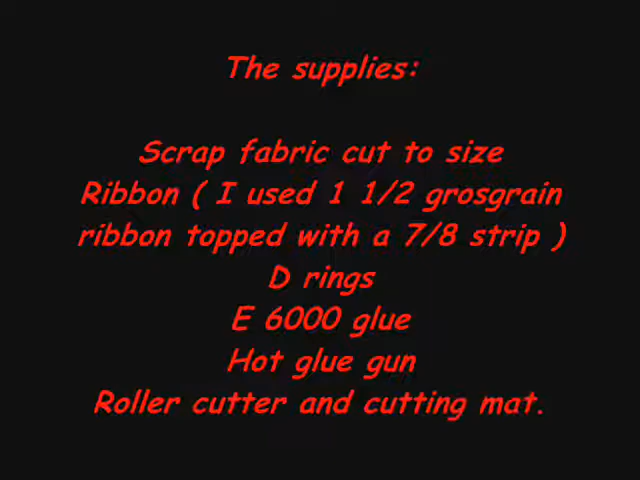 The supplies:
Scrap fabric cut to size
Ribbon ( I used 1 1/2 grosgrain
ribbon topped with a 7/8 strip )
D rings
E 6000 glue
Hot glue gun
Roller cutter and cutting mat.